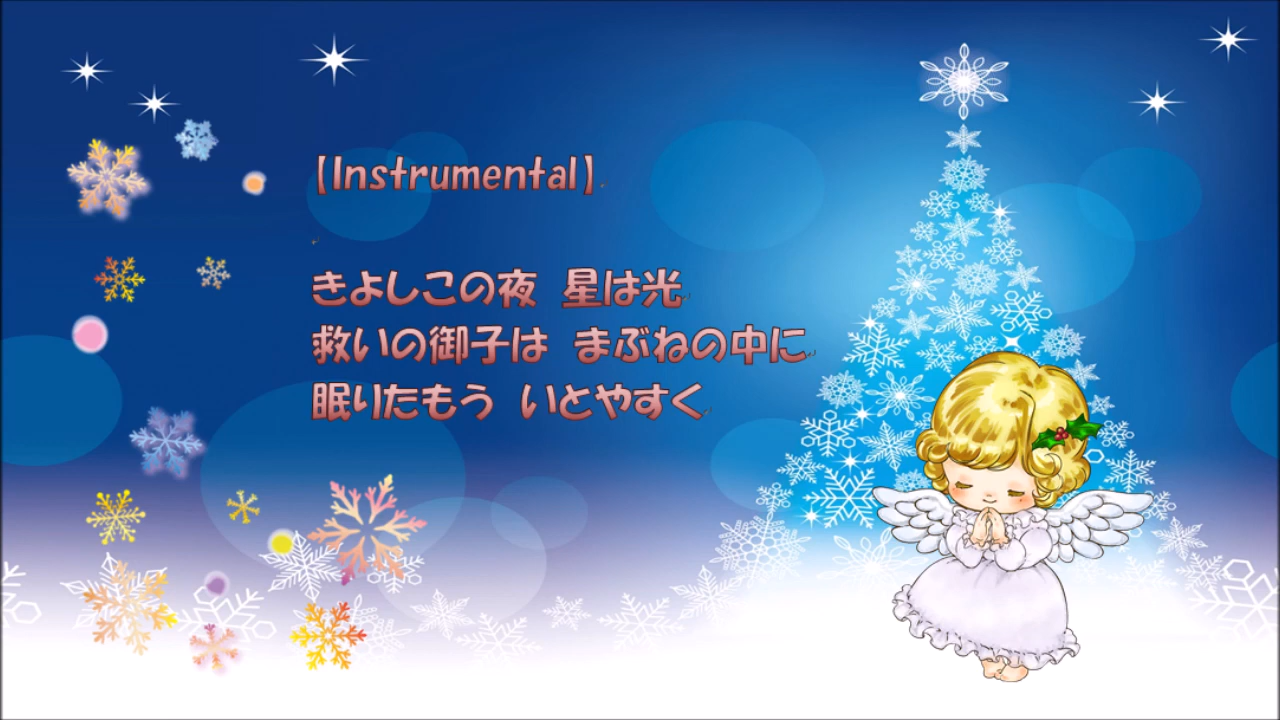 【Instrumental】
きよしこの夜　星は光
救いの御子は　まぶねの中に
眠りたもう　いとやすく